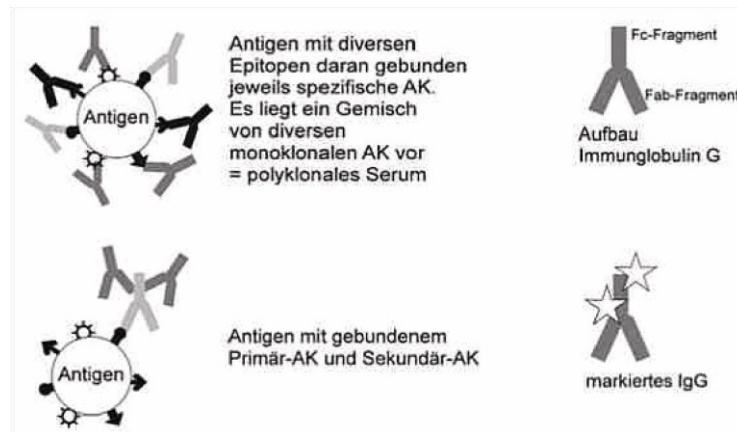 Antigen
Antigen mit diversen
Epitopen daran gebunden
jeweils spezifische AK.
Es liegt ein Gemisch
von diversen
monoklonalen AK vor
= polyklonales Serum
Fc-Fragment
Fab-Fragment
Aufbau
Immunglobulin G
Antigen
Antigen mit gebundenem
Primär-AK und Sekundär-AK
markiertes IgG